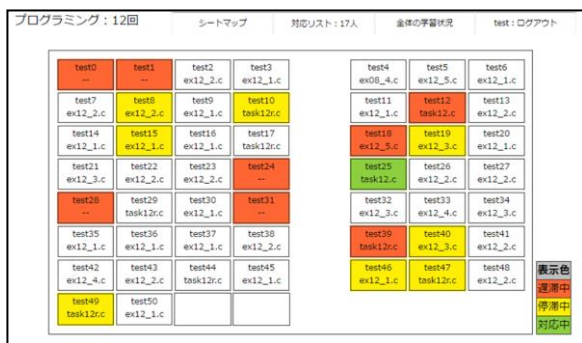 プログラミング：12回 シートマップ 対応リスト：17人 全体の学習状況 test：ログアウト
test0 test1 test2 test3 test4 test5 test6
-- -- ex12_2.c ex12_1.c ex08_4.c ex12_5.c ex12_1.c
test7 test8 test9 test10 test11 test12 test13
ex12_2.c ex12_2.c ex12_1.c task12r.c ex12_1.c task12.c ex12_2.c
test14 test15 test16 test17 test18 test19 test20
ex12_1.c ex12_1.c ex12_1.c task12r.c ex12_5.c ex12_3.c ex12_1.c
test21 test22 test23 test24 test25 test26 test27
ex12_3.c ex12_2.c ex12_2.c -- task12.c ex12_2.c ex12_2.c
test28 test29 test30 test31 test32 test33 test34
-- task12r.c ex12_1.c -- ex12_3.c ex12_4.c ex12_3.c
test35 test36 test37 test38 test39 test40 test41
ex12_1.c ex12_1.c ex12_1.c ex12_2.c task12r.c ex12_3.c ex12_2.c
test42 test43 test44 test45 test46 test47 test48
ex12_4.c ex12_2.c task12r.c ex12_1.c ex12_1.c task12r.c ex12_2.c
test49 test50
task12r.c ex12_1.c
表示色
遅滞中
停滞中
対応中